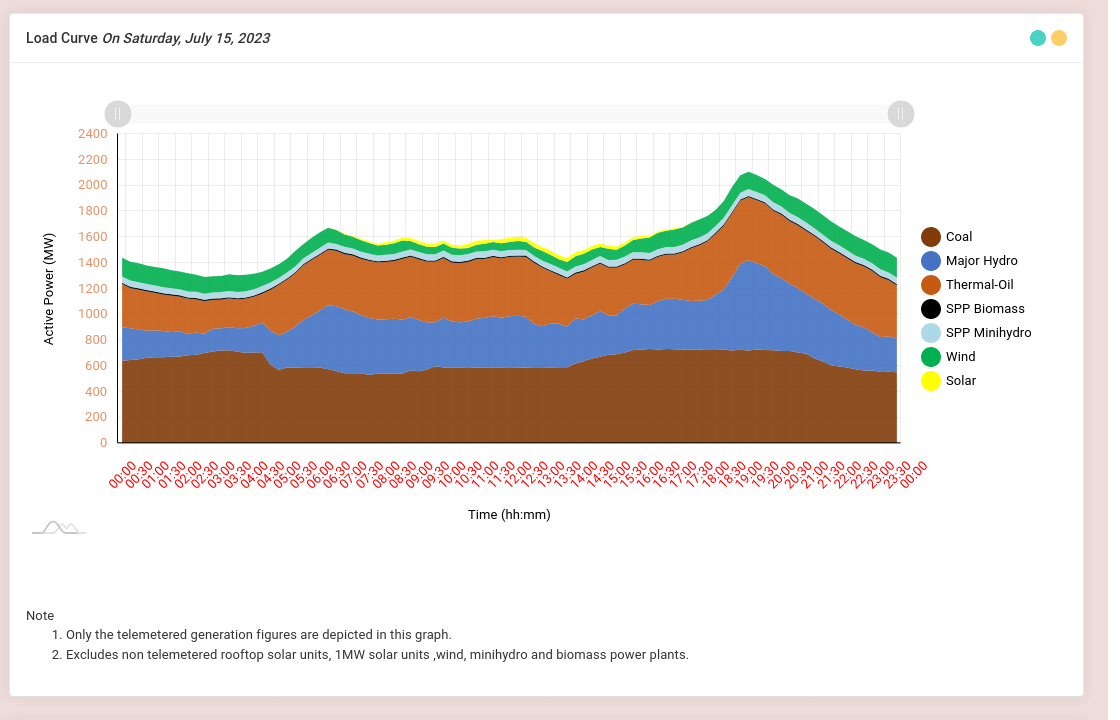 Load Curve On Saturday, July 15, 2023
2400
2200
2000
1800
1600
1400
1200
1000
800
600
400
200
0
Active Power (MW)
00:00 00:30 01:00 01:30 02:00 02:30 03:00 03:30 04:00 04:30 05:00 05:30 06:00 06:30 07:00 07:30 08:00 08:30 09:00 09:30 10:00 10:30 11:00 11:30 12:00 12:30 13:00 13:30 14:00 14:30 15:00 15:30 16:00 16:30 17:00 17:30 18:00 18:30 19:00 19:30 20:00 20:30 21:00 21:30 22:00 22:30 23:00 23:30 00:00
Time (hh:mm)
Coal
Major Hydro
Thermal-Oil
SPP Biomass
SPP Minihydro
Wind
Solar
Note
1. Only the telemetered generation figures are depicted in this graph.
2. Excludes non telemetered rooftop solar units, 1MW solar units ,wind, minihydro and biomass power plants.